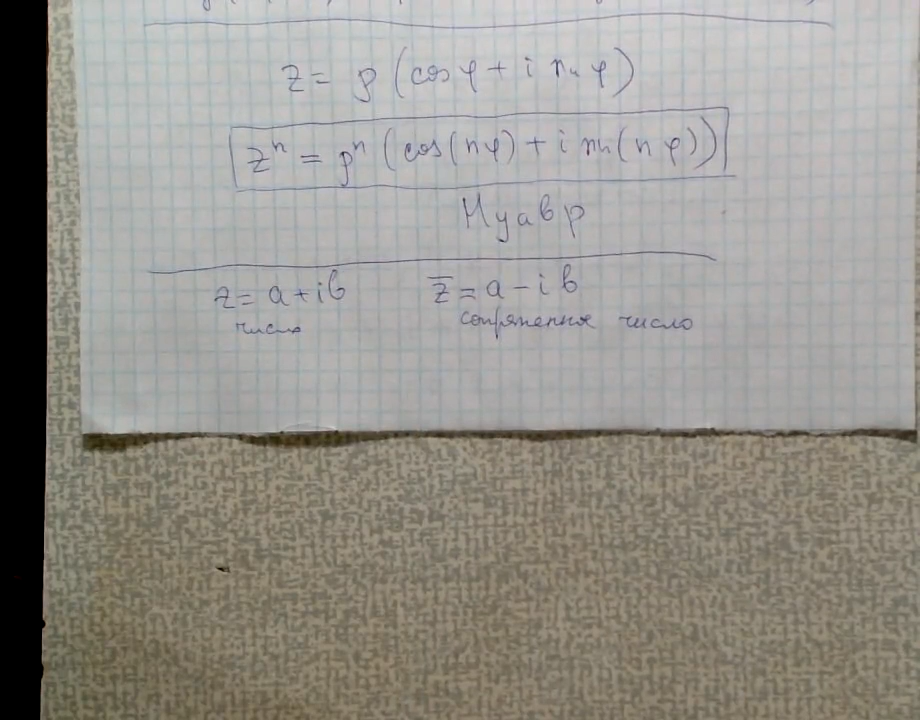 z = ρ (cos φ + i sin φ)
zⁿ = ρⁿ (cos(nφ) + i sin(nφ))
Муавр
z = a + ib z̅ = a - ib
число сопряженное число